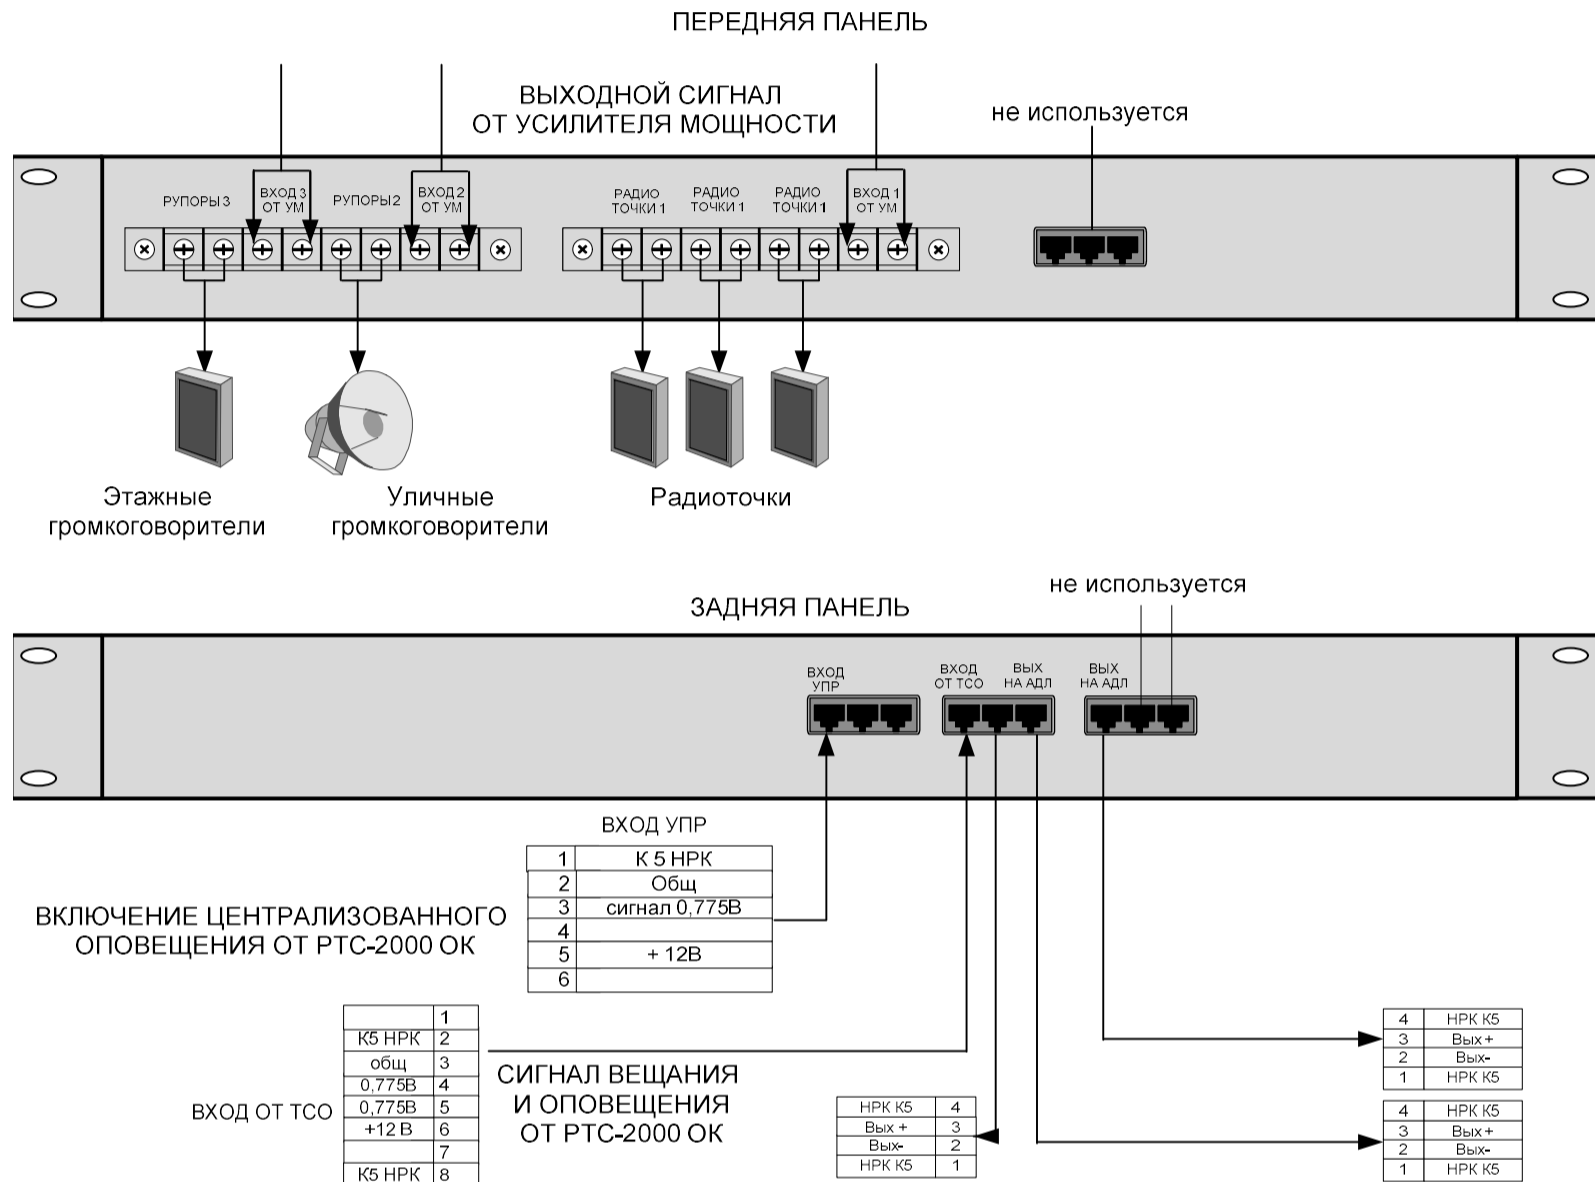 ПЕРЕДНЯЯ ПАНЕЛЬ
ВЫХОДНОЙ СИГНАЛ
ОТ УСИЛИТЕЛЯ МОЩНОСТИ
не используется
РУПОРЫ 3
ВХОД 3
ОТ УМ
РУПОРЫ 2
ВХОД 2
ОТ УМ
РАДИО
ТОЧКИ 1
РАДИО
ТОЧКИ 1
РАДИО
ТОЧКИ 1
ВХОД 1
ОТ УМ
Этажные
громкоговорители
Уличные
громкоговорители
Радиоточки
ЗАДНЯЯ ПАНЕЛЬ
не используется
ВХОД
УПР
ВХОД
ОТ ТСО
ВЫХ
НА АДЛ
ВЫХ
НА АДЛ
ВХОД УПР
1 К 5 НРК
2 Общ
3 сигнал 0,775В
4
5 + 12В
6
ВКЛЮЧЕНИЕ ЦЕНТРАЛИЗОВАННОГО
ОПОВЕЩЕНИЯ ОТ РТС-2000 ОК
ВХОД ОТ ТСО
1
К5 НРК 2
общ 3
0,775В 4
0,775В 5
+12 В 6
7
К5 НРК 8
СИГНАЛ ВЕЩАНИЯ
И ОПОВЕЩЕНИЯ
ОТ РТС-2000 ОК
НРК К5 4
Вых + 3
Вых- 2
НРК К5 1
4 НРК К5
3 Вых +
2 Вых-
1 НРК К5
4 НРК К5
3 Вых +
2 Вых-
1 НРК К5